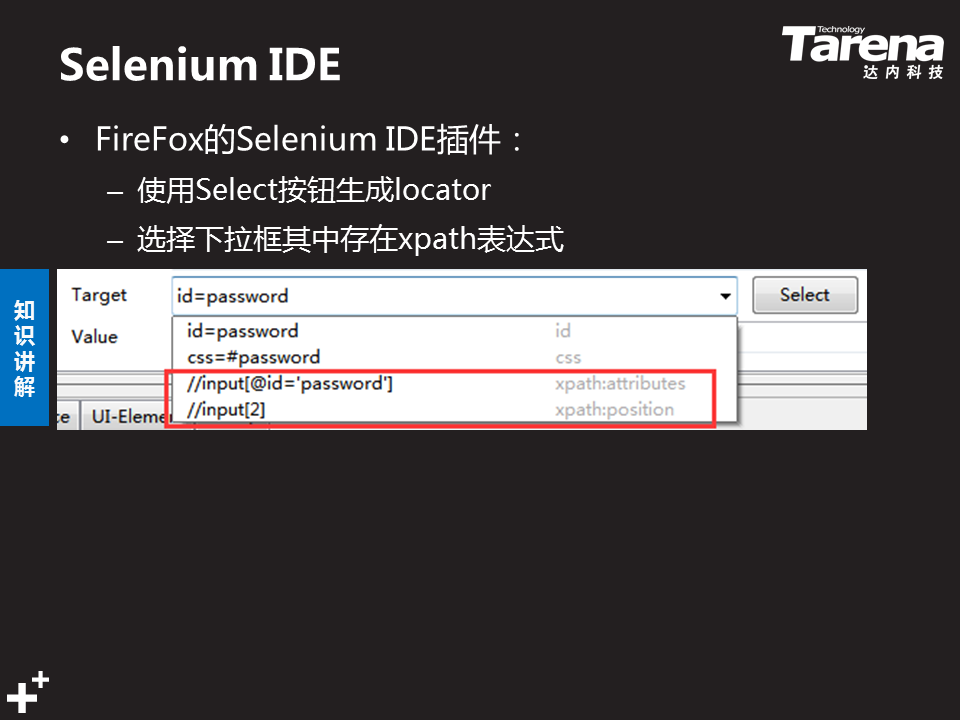 Selenium IDE
Technology
Tarena
达内科技
• FireFox的Selenium IDE插件：
– 使用Select按钮生成locator
– 选择下拉框其中存在xpath表达式
知识讲解
Target id=password Select
Value id=password id
css=#password css
//input[@id='password'] xpath:attributes
//input[2] xpath:position
UI-Element